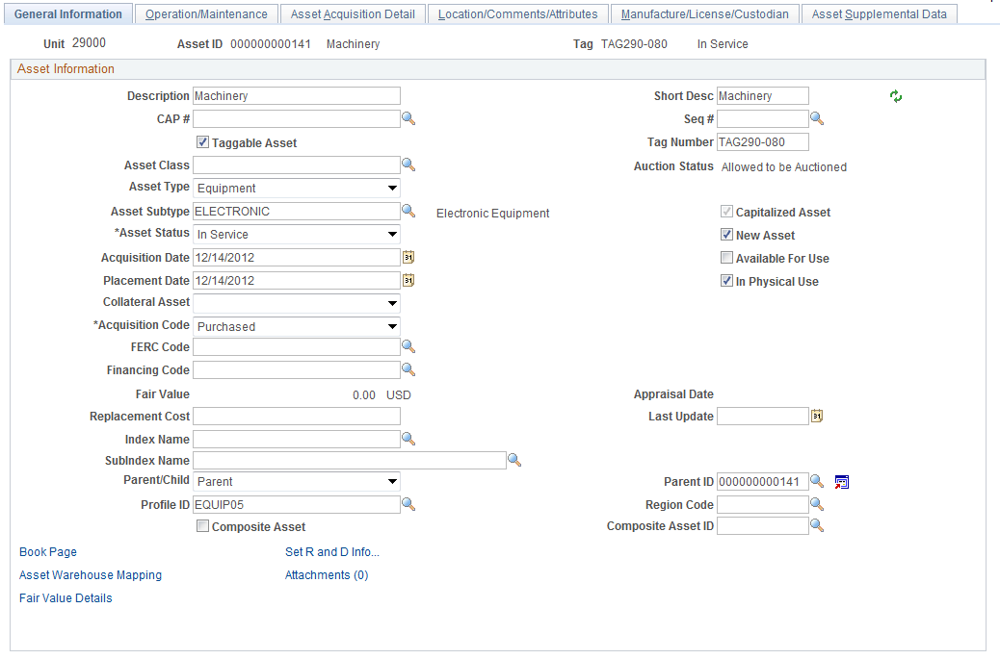 General Information Operation/Maintenance Asset Acquisition Detail Location/Comments/Attributes Manufacture/License/Custodian Asset Supplemental Data
Unit 29000 Asset ID 000000000141 Machinery Tag TAG290-080 In Service
Asset Information
Description Machinery Short Desc Machinery
CAP # Seq #
Taggable Asset Tag Number TAG290-080
Asset Class Auction Status Allowed to be Auctioned
Asset Type Equipment
Asset Subtype ELECTRONIC Electronic Equipment Capitalized Asset
*Asset Status In Service New Asset
Acquisition Date 12/14/2012 31 Available For Use
Placement Date 12/14/2012 31 In Physical Use
Collateral Asset
*Acquisition Code Purchased
FERC Code
Financing Code
Fair Value 0.00 USD Appraisal Date
Replacement Cost Last Update 31
Index Name
SubIndex Name
Parent/Child Parent Parent ID 000000000141
Profile ID EQUIP05 Region Code
Composite Asset Composite Asset ID
Book Page Set R and D Info...
Asset Warehouse Mapping Attachments (0)
Fair Value Details